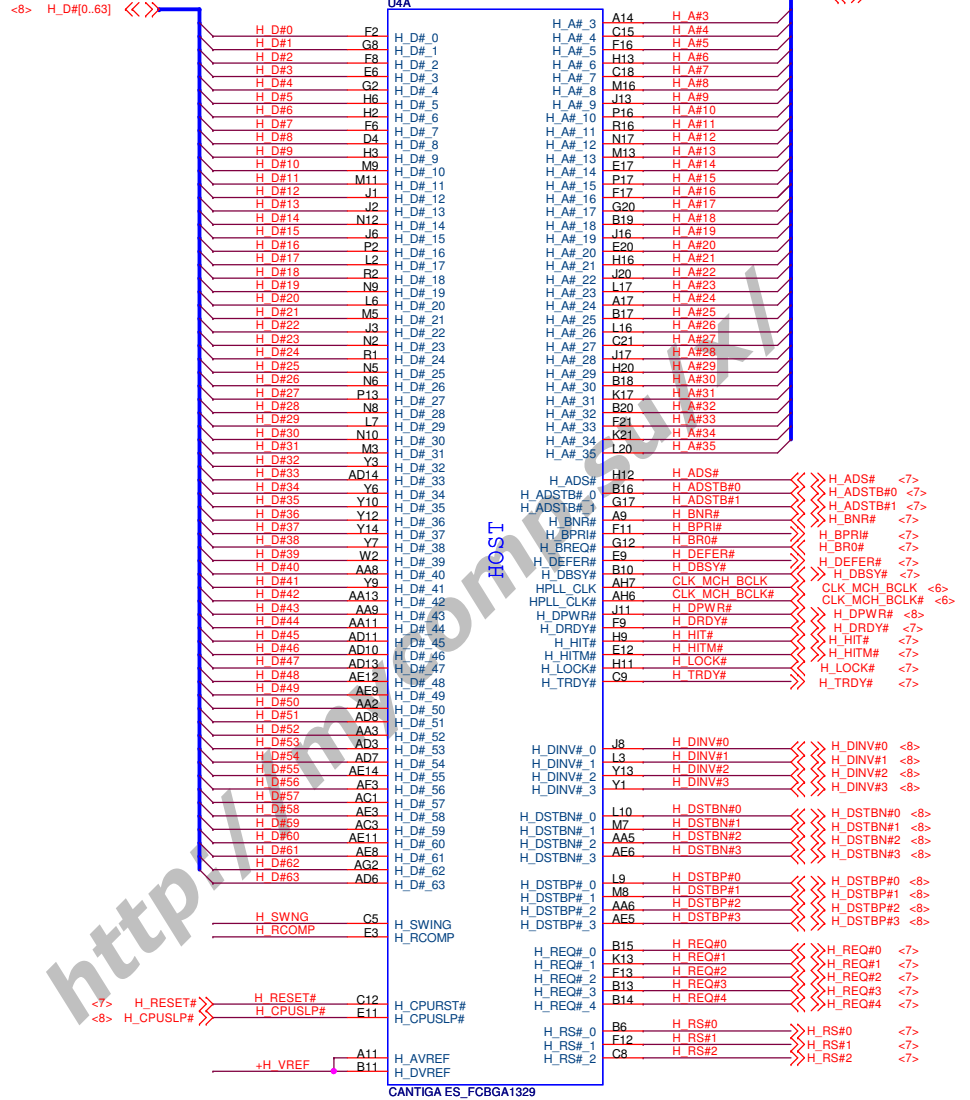 <8> H_D#[0..63]
U4A
H_D#0 F2 H_D#_0
H_D#1 G8 H_D#_1
H_D#2 F8 H_D#_2
H_D#3 E6 H_D#_3
H_D#4 G2 H_D#_4
H_D#5 H6 H_D#_5
H_D#6 H2 H_D#_6
H_D#7 F6 H_D#_7
H_D#8 D4 H_D#_8
H_D#9 H3 H_D#_9
H_D#10 M9 H_D#_10
H_D#11 M11 H_D#_11
H_D#12 J1 H_D#_12
H_D#13 J2 H_D#_13
H_D#14 N12 H_D#_14
H_D#15 J6 H_D#_15
H_D#16 P2 H_D#_16
H_D#17 L2 H_D#_17
H_D#18 R2 H_D#_18
H_D#19 N9 H_D#_19
H_D#20 L6 H_D#_20
H_D#21 M5 H_D#_21
H_D#22 J3 H_D#_22
H_D#23 N2 H_D#_23
H_D#24 R1 H_D#_24
H_D#25 N5 H_D#_25
H_D#26 N6 H_D#_26
H_D#27 P13 H_D#_27
H_D#28 N8 H_D#_28
H_D#29 L7 H_D#_29
H_D#30 N10 H_D#_30
H_D#31 M3 H_D#_31
H_D#32 Y3 H_D#_32
H_D#33 AD14 H_D#_33
H_D#34 Y6 H_D#_34
H_D#35 Y10 H_D#_35
H_D#36 Y12 H_D#_36
H_D#37 Y14 H_D#_37
H_D#38 Y7 H_D#_38
H_D#39 W2 H_D#_39
H_D#40 AA8 H_D#_40
H_D#41 Y9 H_D#_41
H_D#42 AA13 H_D#_42
H_D#43 AA9 H_D#_43
H_D#44 AA11 H_D#_44
H_D#45 AD11 H_D#_45
H_D#46 AD10 H_D#_46
H_D#47 AD13 H_D#_47
H_D#48 AE12 H_D#_48
H_D#49 AE9 H_D#_49
H_D#50 AA2 H_D#_50
H_D#51 AD8 H_D#_51
H_D#52 AA3 H_D#_52
H_D#53 AD3 H_D#_53
H_D#54 AD7 H_D#_54
H_D#55 AE14 H_D#_55
H_D#56 AF3 H_D#_56
H_D#57 AC1 H_D#_57
H_D#58 AE3 H_D#_58
H_D#59 AC3 H_D#_59
H_D#60 AE11 H_D#_60
H_D#61 AE8 H_D#_61
H_D#62 AG2 H_D#_62
H_D#63 AD6 H_D#_63
H_SWNG C5 H_SWING
H_RCOMP E3 H_RCOMP
<7> H_RESET# H_RESET# C12 H_CPURST#
<8> H_CPUSLP# H_CPUSLP# E11 H_CPUSLP#
A11 H_AVREF
+H_VREF B11 H_DVREF
HOST
H_A#_3 A14 H_A#3
H_A#_4 C15 H_A#4
H_A#_5 F16 H_A#5
H_A#_6 H13 H_A#6
H_A#_7 C18 H_A#7
H_A#_8 M16 H_A#8
H_A#_9 J13 H_A#9
H_A#_10 P16 H_A#10
H_A#_11 R16 H_A#11
H_A#_12 N17 H_A#12
H_A#_13 M13 H_A#13
H_A#_14 E17 H_A#14
H_A#_15 P17 H_A#15
H_A#_16 F17 H_A#16
H_A#_17 G20 H_A#17
H_A#_18 B19 H_A#18
H_A#_19 J16 H_A#19
H_A#_20 E20 H_A#20
H_A#_21 H16 H_A#21
H_A#_22 J20 H_A#22
H_A#_23 L17 H_A#23
H_A#_24 A17 H_A#24
H_A#_25 B17 H_A#25
H_A#_26 L16 H_A#26
H_A#_27 C21 H_A#27
H_A#_28 J17 H_A#28
H_A#_29 H20 H_A#29
H_A#_30 B18 H_A#30
H_A#_31 K17 H_A#31
H_A#_32 B20 H_A#32
H_A#_33 F21 H_A#33
H_A#_34 K21 H_A#34
H_A#_35 L20 H_A#35
H_ADS# H12 H_ADS# H_ADS# <7>
H_ADSTB#_0 B16 H_ADSTB#0 H_ADSTB#0 <7>
H_ADSTB#_1 G17 H_ADSTB#1 H_ADSTB#1 <7>
H_BNR# A9 H_BNR# H_BNR# <7>
H_BPRI# F11 H_BPRI# H_BPRI# <7>
H_BREQ# G12 H_BR0# H_BR0# <7>
H_DEFER# E9 H_DEFER# H_DEFER# <7>
H_DBSY# B10 H_DBSY# H_DBSY# <7>
HPLL_CLK AH7 CLK_MCH_BCLK CLK_MCH_BCLK <6>
HPLL_CLK# AH6 CLK_MCH_BCLK# CLK_MCH_BCLK# <6>
H_DPWR# J11 H_DPWR# H_DPWR# <8>
H_DRDY# F9 H_DRDY# H_DRDY# <7>
H_HIT# H9 H_HIT# H_HIT# <7>
H_HITM# E12 H_HITM# H_HITM# <7>
H_LOCK# H11 H_LOCK# H_LOCK# <7>
H_TRDY# C9 H_TRDY# H_TRDY# <7>
H_DINV#_0 J8 H_DINV#0 H_DINV#0 <8>
H_DINV#_1 L3 H_DINV#1 H_DINV#1 <8>
H_DINV#_2 Y13 H_DINV#2 H_DINV#2 <8>
H_DINV#_3 Y1 H_DINV#3 H_DINV#3 <8>
H_DSTBN#_0 L10 H_DSTBN#0 H_DSTBN#0 <8>
H_DSTBN#_1 M7 H_DSTBN#1 H_DSTBN#1 <8>
H_DSTBN#_2 AA5 H_DSTBN#2 H_DSTBN#2 <8>
H_DSTBN#_3 AE6 H_DSTBN#3 H_DSTBN#3 <8>
H_DSTBP#_0 L9 H_DSTBP#0 H_DSTBP#0 <8>
H_DSTBP#_1 M8 H_DSTBP#1 H_DSTBP#1 <8>
H_DSTBP#_2 AA6 H_DSTBP#2 H_DSTBP#2 <8>
H_DSTBP#_3 AE5 H_DSTBP#3 H_DSTBP#3 <8>
H_REQ#_0 B15 H_REQ#0 H_REQ#0 <7>
H_REQ#_1 K13 H_REQ#1 H_REQ#1 <7>
H_REQ#_2 F13 H_REQ#2 H_REQ#2 <7>
H_REQ#_3 B13 H_REQ#3 H_REQ#3 <7>
H_REQ#_4 B14 H_REQ#4 H_REQ#4 <7>
H_RS#_0 B6 H_RS#0 H_RS#0 <7>
H_RS#_1 F12 H_RS#1 H_RS#1 <7>
H_RS#_2 C8 H_RS#2 H_RS#2 <7>
CANTIGA ES_FCBGA1329
http://mycomp.su/x/